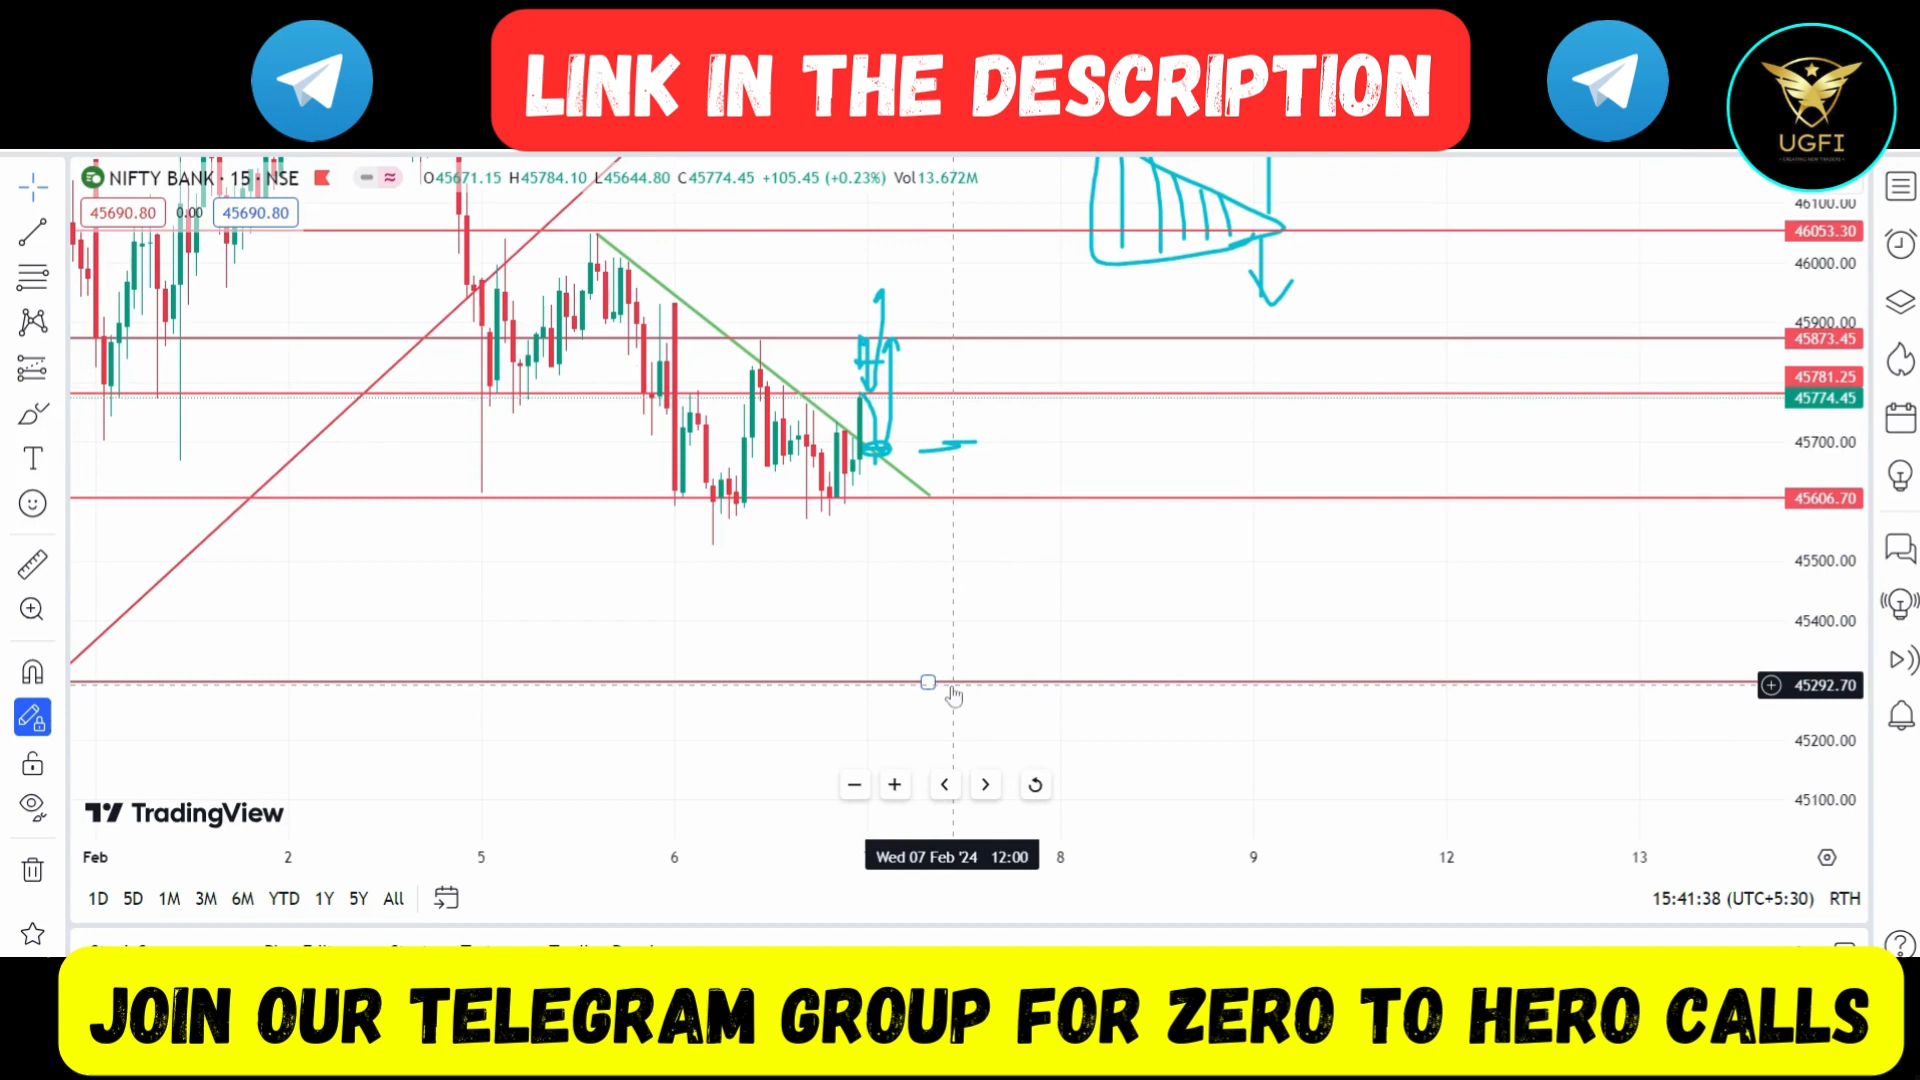 LINK IN THE DESCRIPTION
UGFI
NIFTY BANK · 15 · NSE
O45671.15 H45784.10 L45644.80 C45774.45 +105.45 (+0.23%) Vol13.672M
45690.80 0.00 45690.80
46100.00
46053.30
46000.00
45900.00
45873.45
45781.25
45774.45
45700.00
45606.70
45500.00
45400.00
45292.70
45200.00
45100.00
TradingView
Feb 2 5 6 Wed 07 Feb '24 12:00 8 9 12 13
1D 5D 1M 3M 6M YTD 1Y 5Y All
15:41:38 (UTC+5:30) RTH
JOIN OUR TELEGRAM GROUP FOR ZERO TO HERO CALLS